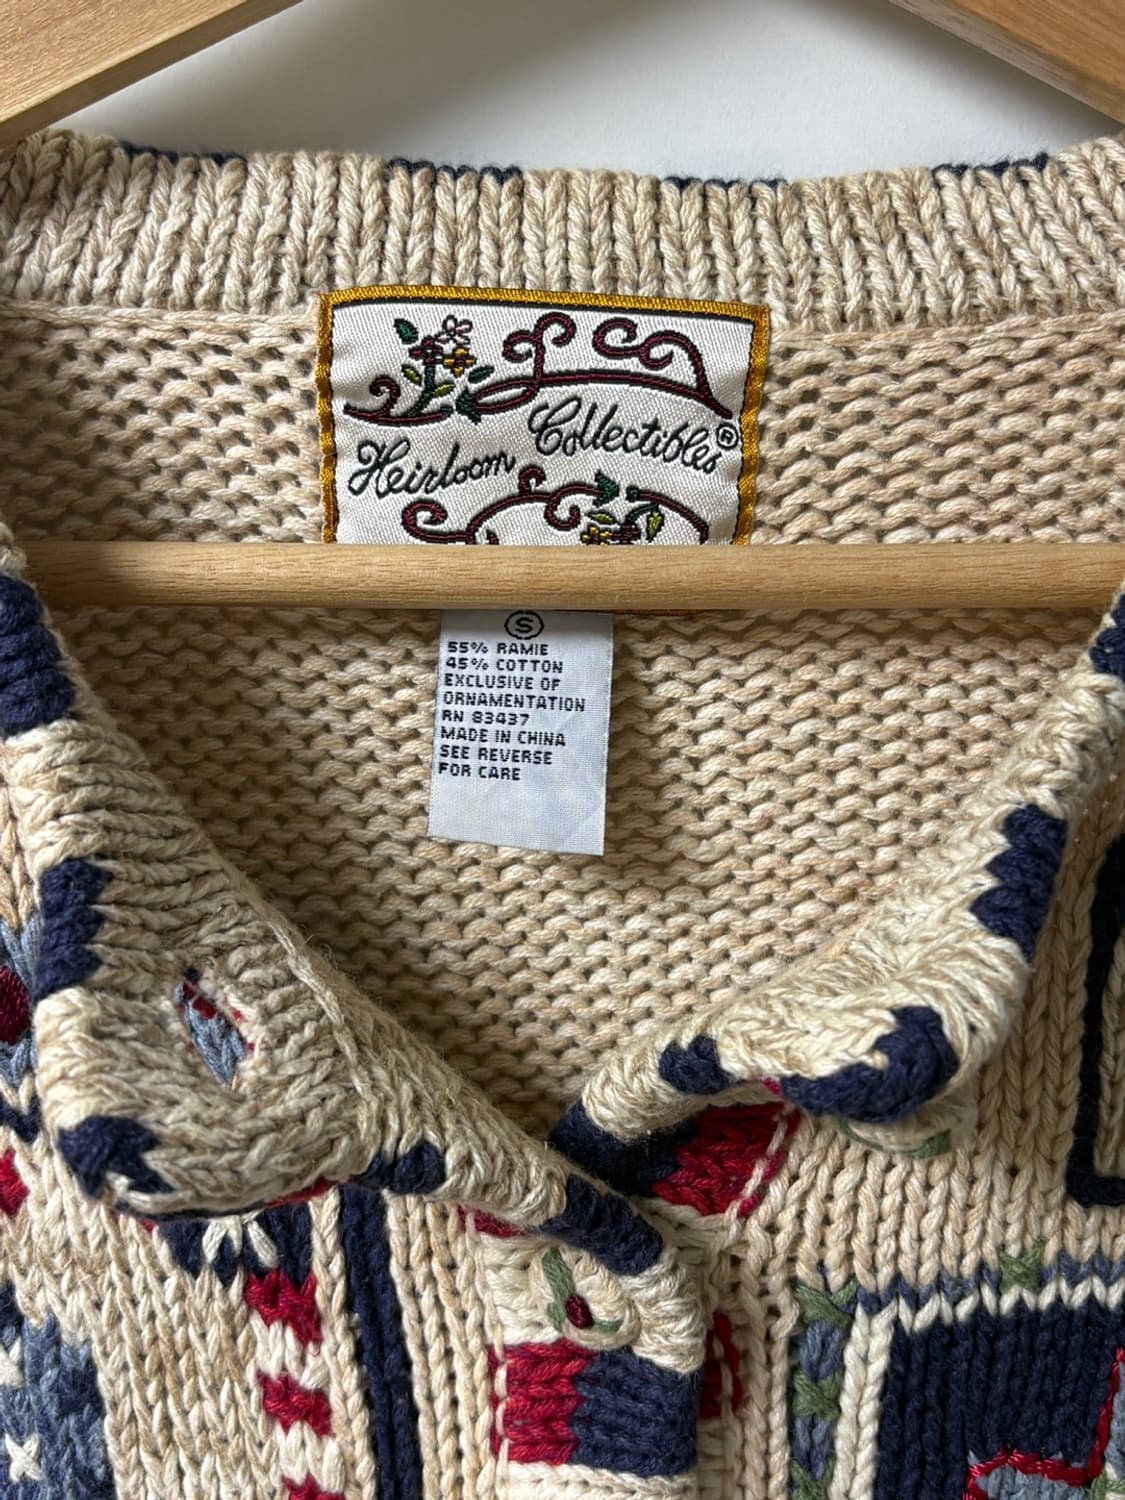 Heirloom Collectibles®
S
55% RAMIE
45% COTTON
EXCLUSIVE OF
ORNAMENTATION
RN 83437
MADE IN CHINA
SEE REVERSE
FOR CARE